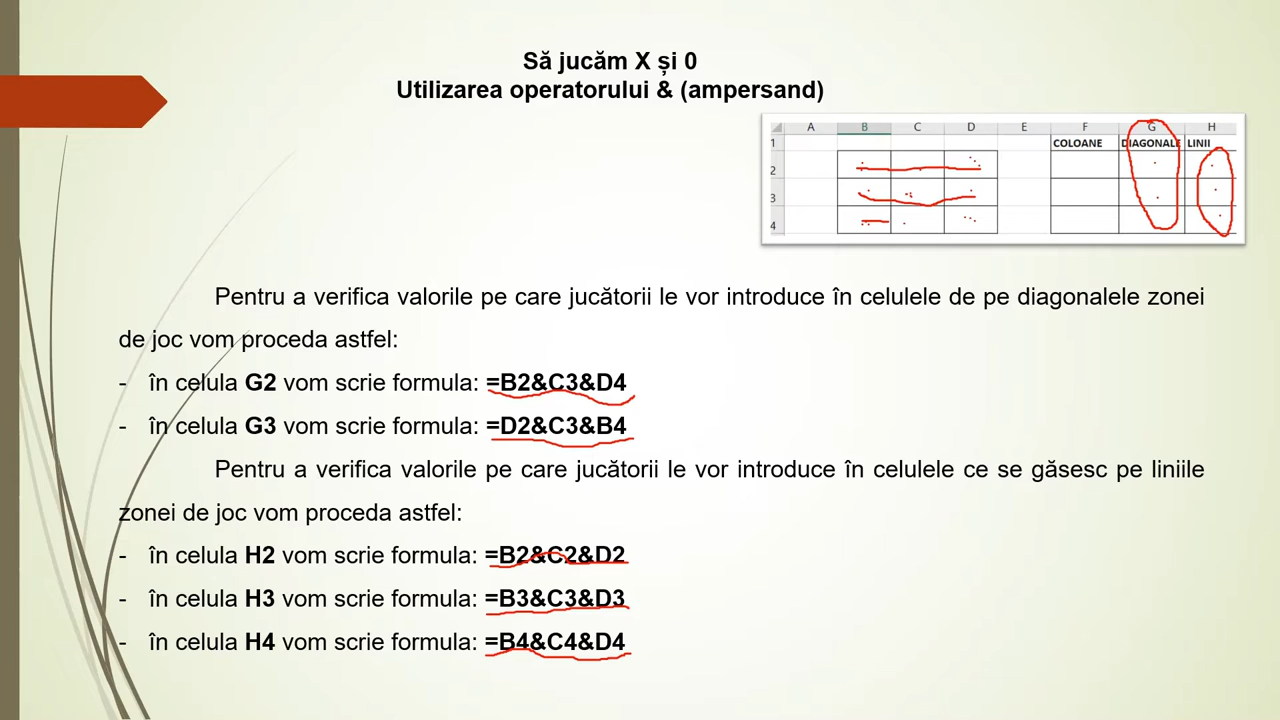 Să jucăm X și 0
Utilizarea operatorului & (ampersand)
A B C D E F G H
1 COLOANE DIAGONALE LINII
2
3
4
Pentru a verifica valorile pe care jucătorii le vor introduce în celulele de pe diagonalele zonei
de joc vom proceda astfel:
- în celula G2 vom scrie formula: =B2&C3&D4
- în celula G3 vom scrie formula: =D2&C3&B4
Pentru a verifica valorile pe care jucătorii le vor introduce în celulele ce se găsesc pe liniile
zonei de joc vom proceda astfel:
- în celula H2 vom scrie formula: =B2&C2&D2
- în celula H3 vom scrie formula: =B3&C3&D3
- în celula H4 vom scrie formula: =B4&C4&D4